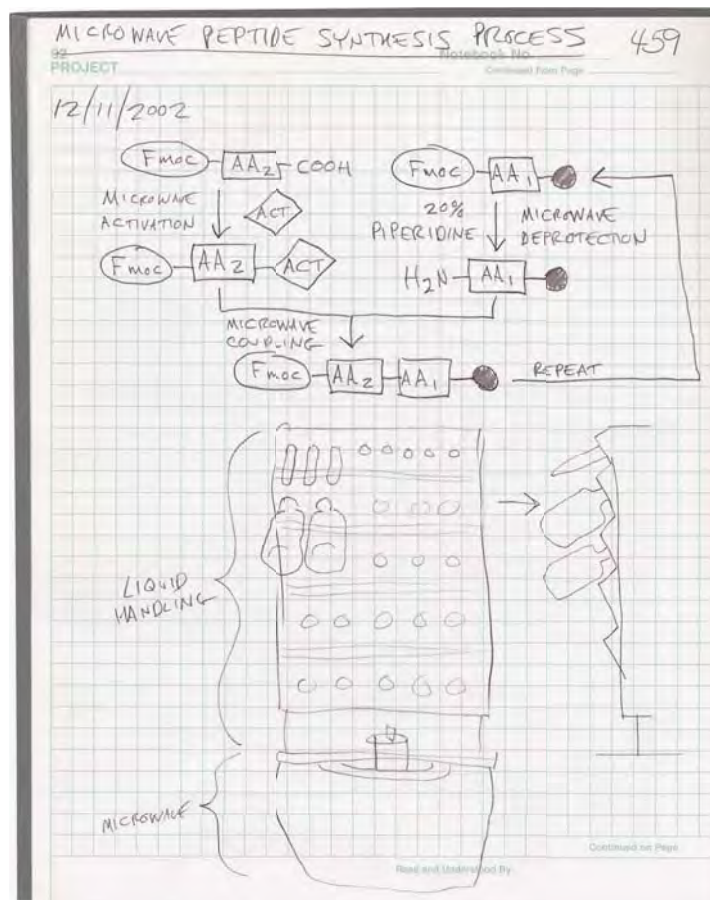 MICROWAVE PEPTIDE SYNTHESIS PROCESS 459
92
Notebook No.
PROJECT
Continued from Page
12/11/2002
Fmoc AA2 COOH
Fmoc AA1
MICROWAVE
ACTIVATION
ACT
20%
PIPERIDINE
MICROWAVE
DEPROTECTION
Fmoc AA2 ACT
H2N AA1
MICROWAVE
COUPLING
Fmoc AA2 AA1
REPEAT
LIQUID
HANDLING
MICROWAVE
Continued on Page
Read and Understood By